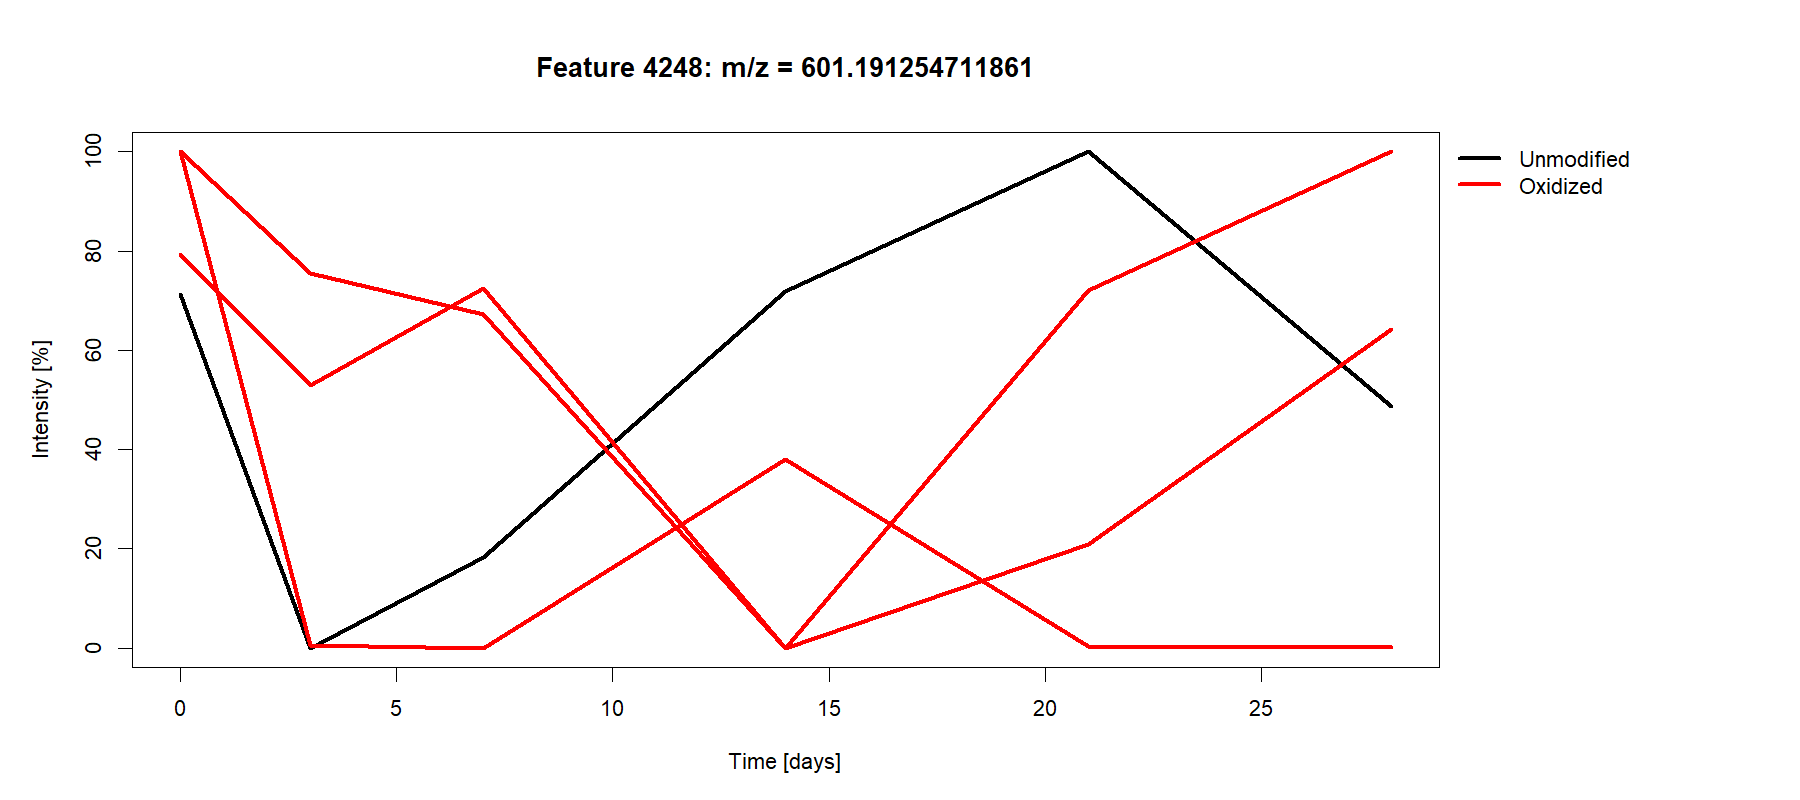 Feature 4248: m/z = 601.191254711861
Unmodified
Oxidized
Intensity [%]
100
80
60
40
20
0
0 5 10 15 20 25
Time [days]